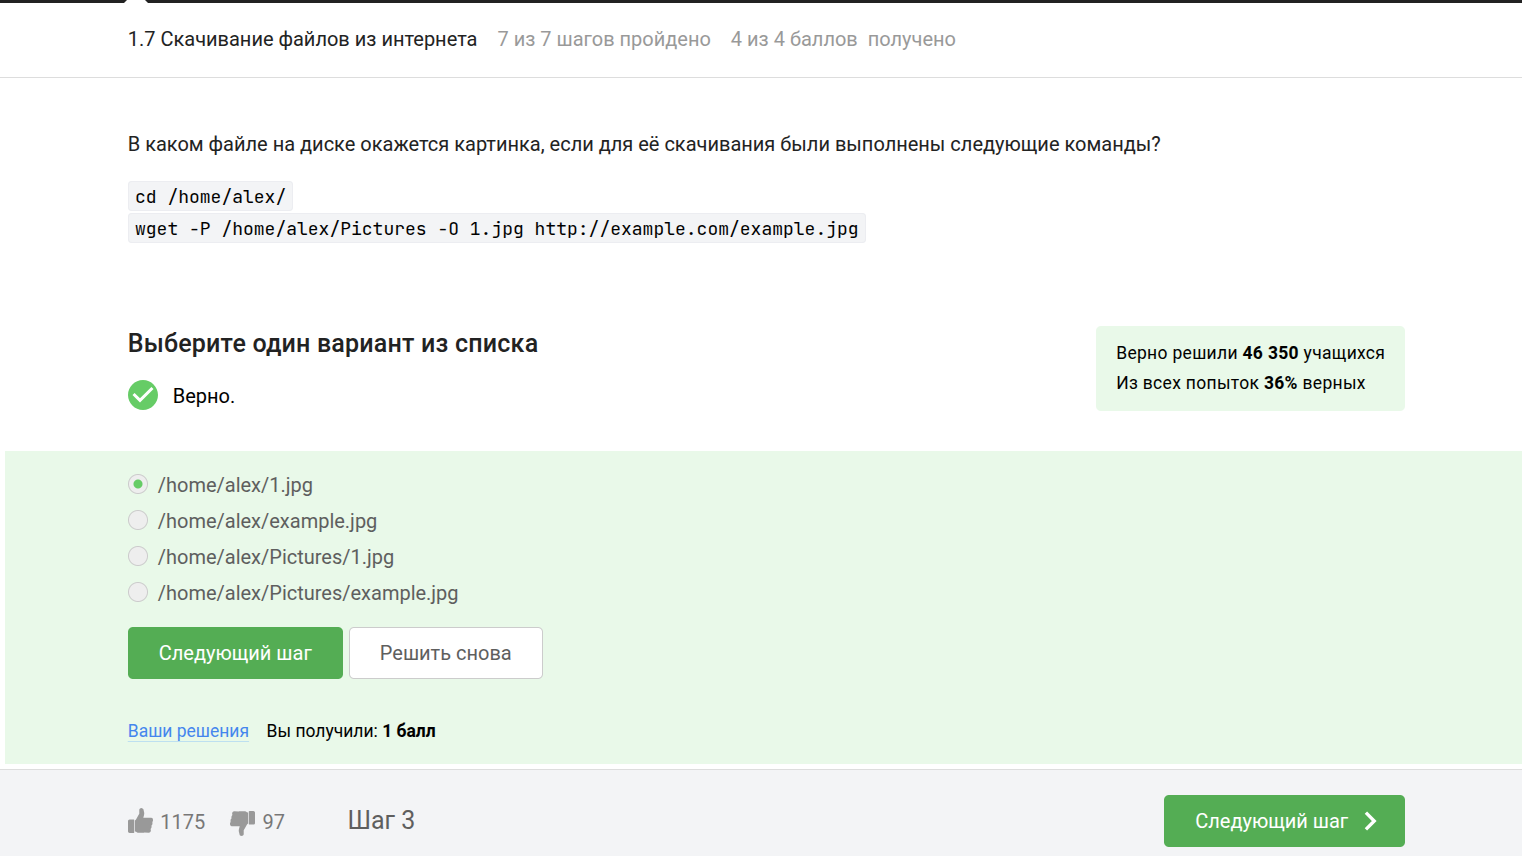 1.7 Скачивание файлов из интернета 7 из 7 шагов пройдено 4 из 4 баллов получено
В каком файле на диске окажется картинка, если для её скачивания были выполнены следующие команды?
cd /home/alex/
wget -P /home/alex/Pictures -O 1.jpg http://example.com/example.jpg
Выберите один вариант из списка
Верно.
Верно решили 46 350 учащихся
Из всех попыток 36% верных
/home/alex/1.jpg
/home/alex/example.jpg
/home/alex/Pictures/1.jpg
/home/alex/Pictures/example.jpg
Следующий шаг Решить снова
Ваши решения Вы получили: 1 балл
1175 97 Шаг 3 Следующий шаг